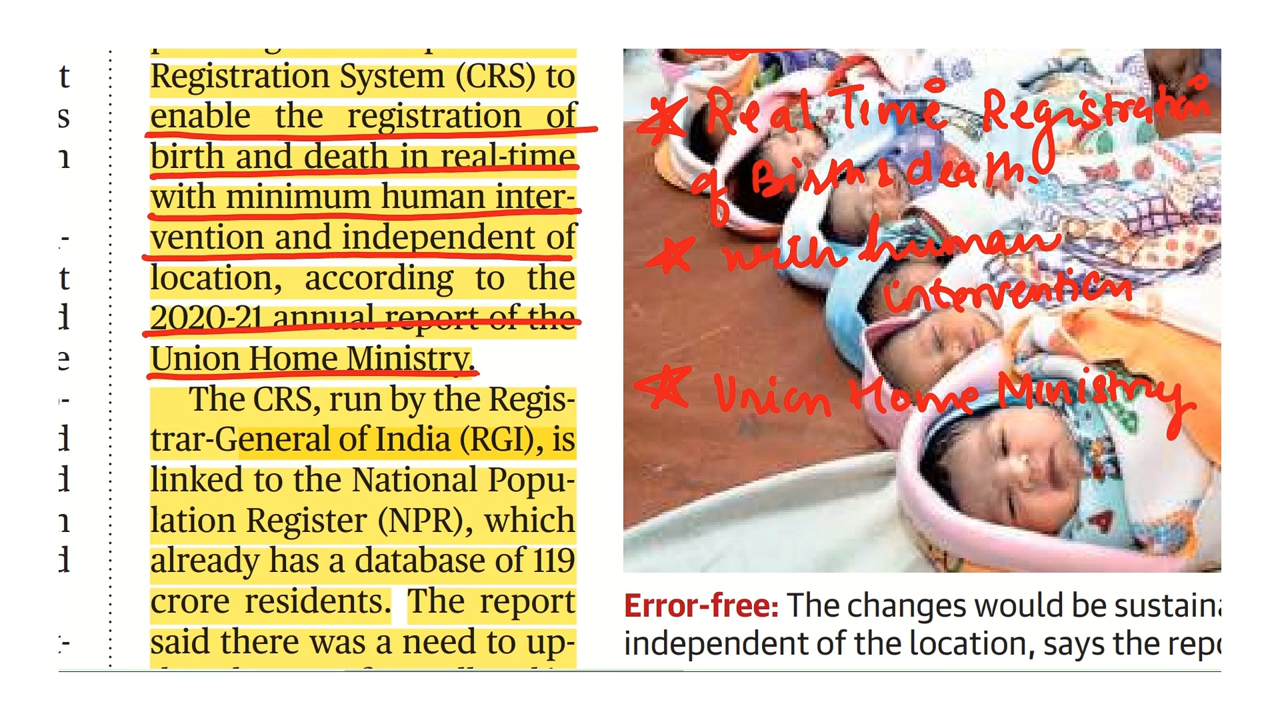 t
s
n
-
t
d
e
-
d
d
n
d
-
Registration System (CRS) to
enable the registration of
birth and death in real-time
with minimum human inter-
vention and independent of
location, according to the
2020-21 annual report of the
Union Home Ministry.
The CRS, run by the Regis-
trar-General of India (RGI), is
linked to the National Popu-
lation Register (NPR), which
already has a database of 119
crore residents. The report
said there was a need to up-
Real Time Registration
of Birth & death.
with human
intervention
Union Home Ministry
Error-free: The changes would be sustaina
independent of the location, says the repo